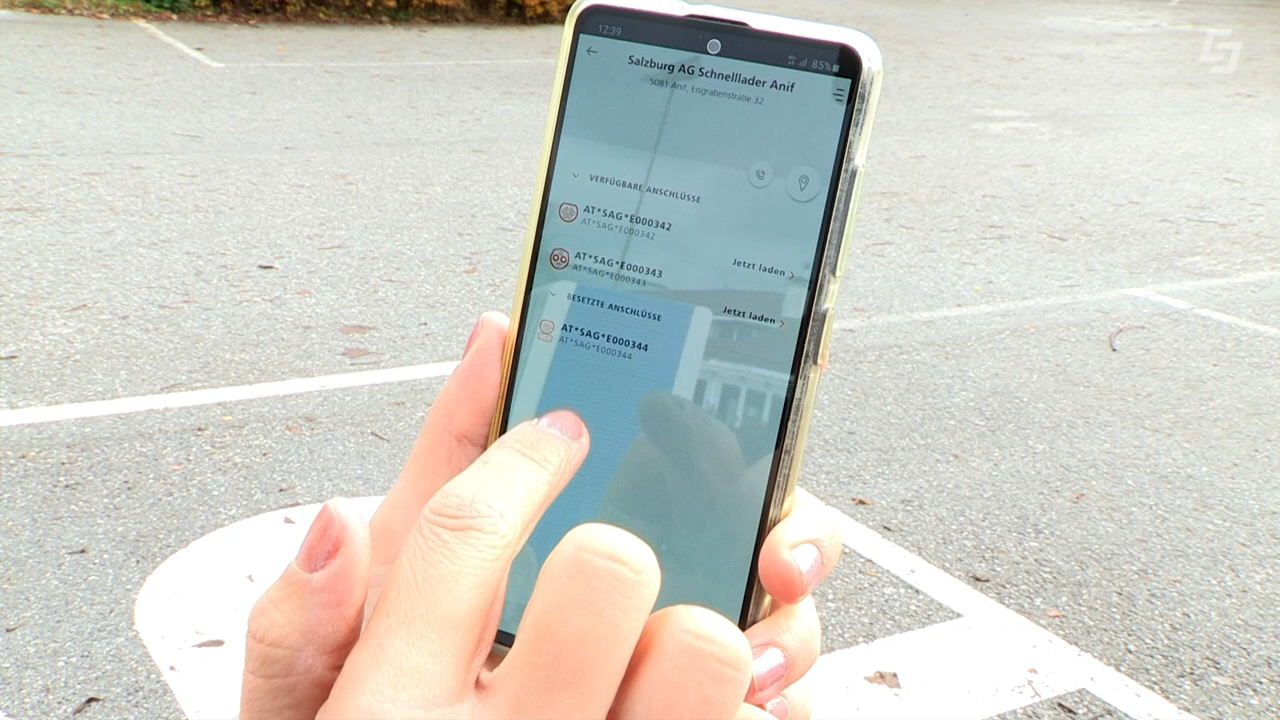 12:39
85%
Salzburg AG Schnelllader Anif
5081 Anif, Eisgrabenstraße 32
VERFÜGBARE ANSCHLÜSSE
AT*SAG*E000342
AT*SAG*E000342
Jetzt laden
AT*SAG*E000343
AT*SAG*E000343
Jetzt laden
BESETZTE ANSCHLÜSSE
AT*SAG*E000344
AT*SAG*E000344